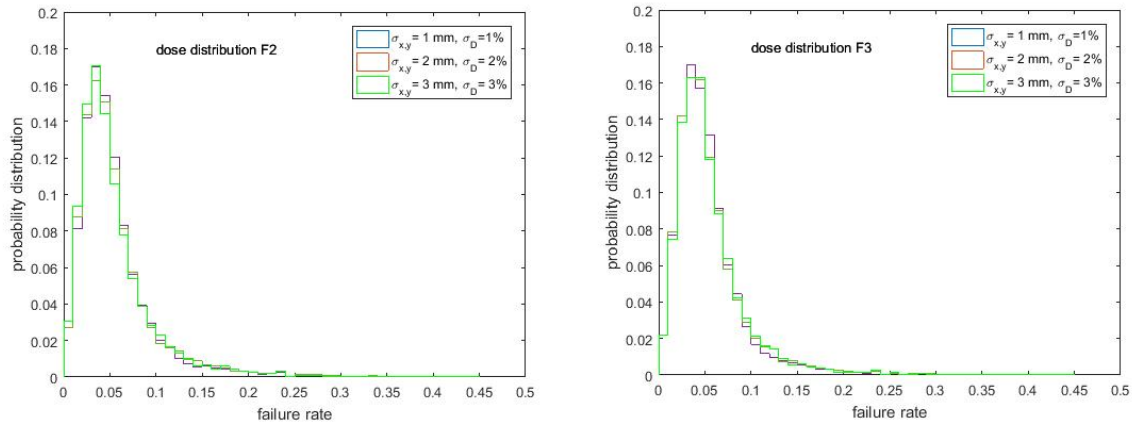 0.2
0.18
0.16
0.14
0.12
0.1
0.08
0.06
0.04
0.02
0
probability distribution
dose distribution F2
σx,y = 1 mm, σD =1%
σx,y = 2 mm, σD = 2%
σx,y = 3 mm, σD = 3%
0 0.05 0.1 0.15 0.2 0.25 0.3 0.35 0.4 0.45 0.5
failure rate
0.2
0.18
0.16
0.14
0.12
0.1
0.08
0.06
0.04
0.02
0
probability distribution
dose distribution F3
σx,y = 1 mm, σD =1%
σx,y = 2 mm, σD = 2%
σx,y = 3 mm, σD = 3%
0 0.05 0.1 0.15 0.2 0.25 0.3 0.35 0.4 0.45 0.5
failure rate